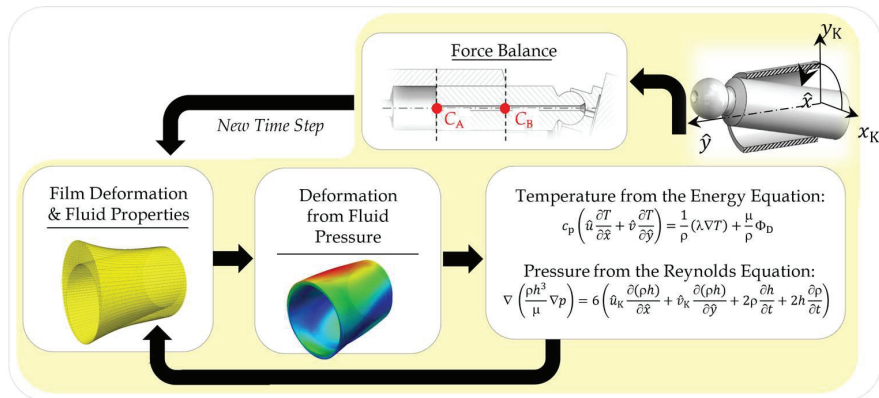 Force Balance
C_A
C_B
y_K
x̂
x_K
ŷ
New Time Step
Film Deformation
& Fluid Properties
Deformation
from Fluid
Pressure
Temperature from the Energy Equation:
c_p(û ∂T/∂x̂ + v̂ ∂T/∂ŷ) = 1/ρ (λ∇T) + μ/ρ Φ_D
Pressure from the Reynolds Equation:
∇(ρh³/μ ∇p) = 6(û_K ∂(ρh)/∂x̂ + v̂_K ∂(ρh)/∂ŷ + 2ρ ∂h/∂t + 2h ∂ρ/∂t)